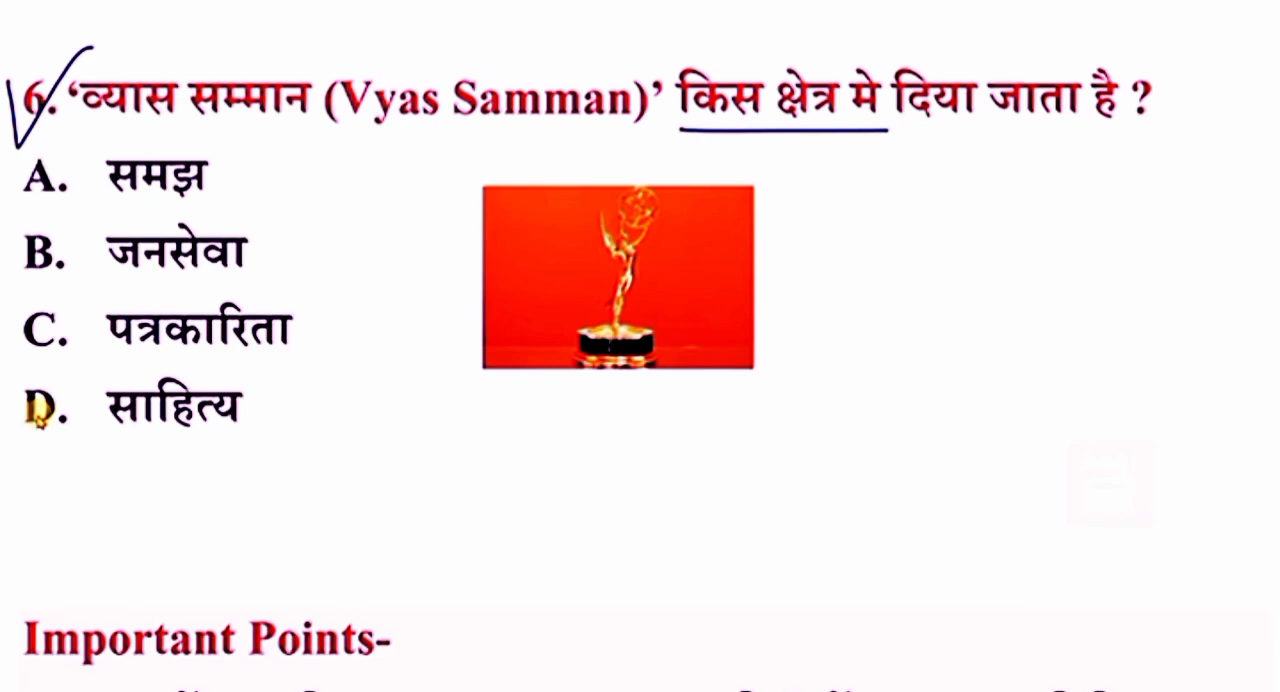 6. ‘व्यास सम्मान (Vyas Samman)’ किस क्षेत्र मे दिया जाता है ?
A. समझ
B. जनसेवा
C. पत्रकारिता
D. साहित्य
Important Points-